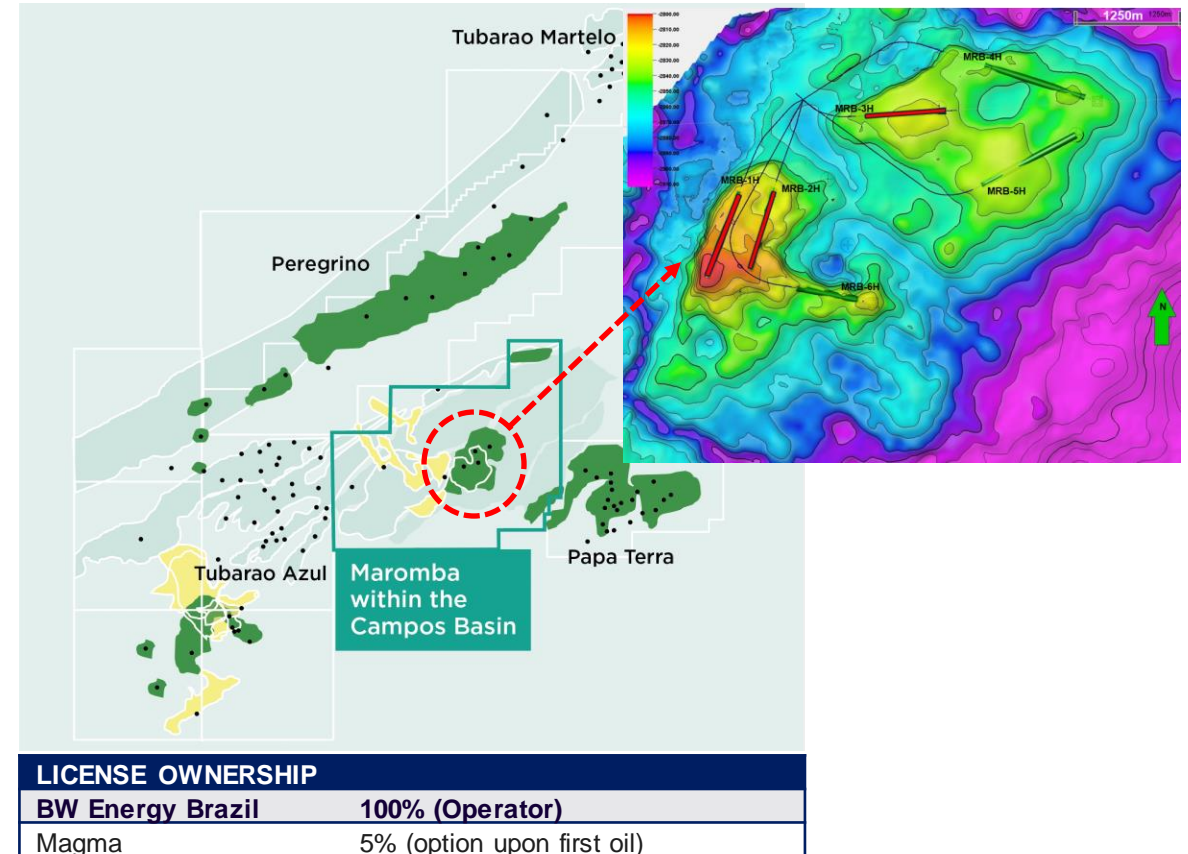 Tubarao Martelo
Peregrino
Tubarao Azul
Papa Terra
Maromba
within the
Campos Basin
1250m
1250m
MRB-4H
MRB-3H
MRB-1H
MRB-2H
MRB-5H
MRB-6H
N
LICENSE OWNERSHIP
BW Energy Brazil 100% (Operator)
Magma 5% (option upon first oil)